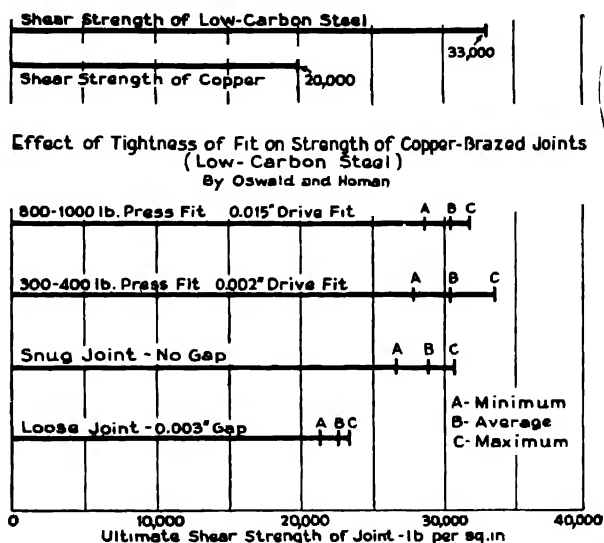 Shear Strength of Low-Carbon Steel
33,000
20,000
Shear Strength of Copper
Effect of Tightness of Fit on Strength of Copper-Brazed Joints
(Low-Carbon Steel)
By Oswald and Homan
800-1000 lb. Press Fit 0.015" Drive Fit A B C
300-400 lb. Press Fit 0.002" Drive Fit A B C
Snug Joint - No Gap A B C
A- Minimum
B- Average
C- Maximum
Loose Joint - 0.003" Gap A B C
0 10,000 20,000 30,000 40,000
Ultimate Shear Strength of Joint - lb per sq.in